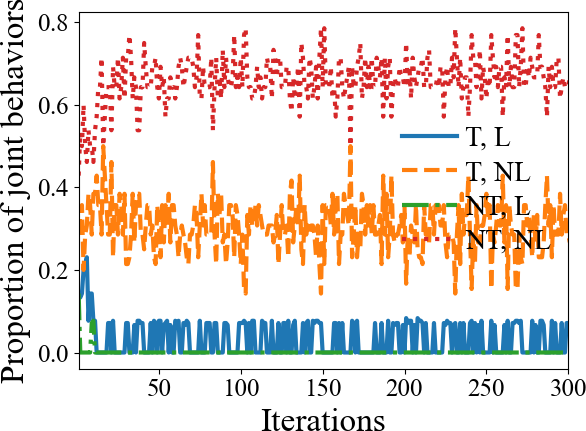 Proportion of joint behaviors
0.8
0.6
0.4
0.2
0.0
T, L
T, NL
NT, L
NT, NL
50
100
150
200
250
300
Iterations